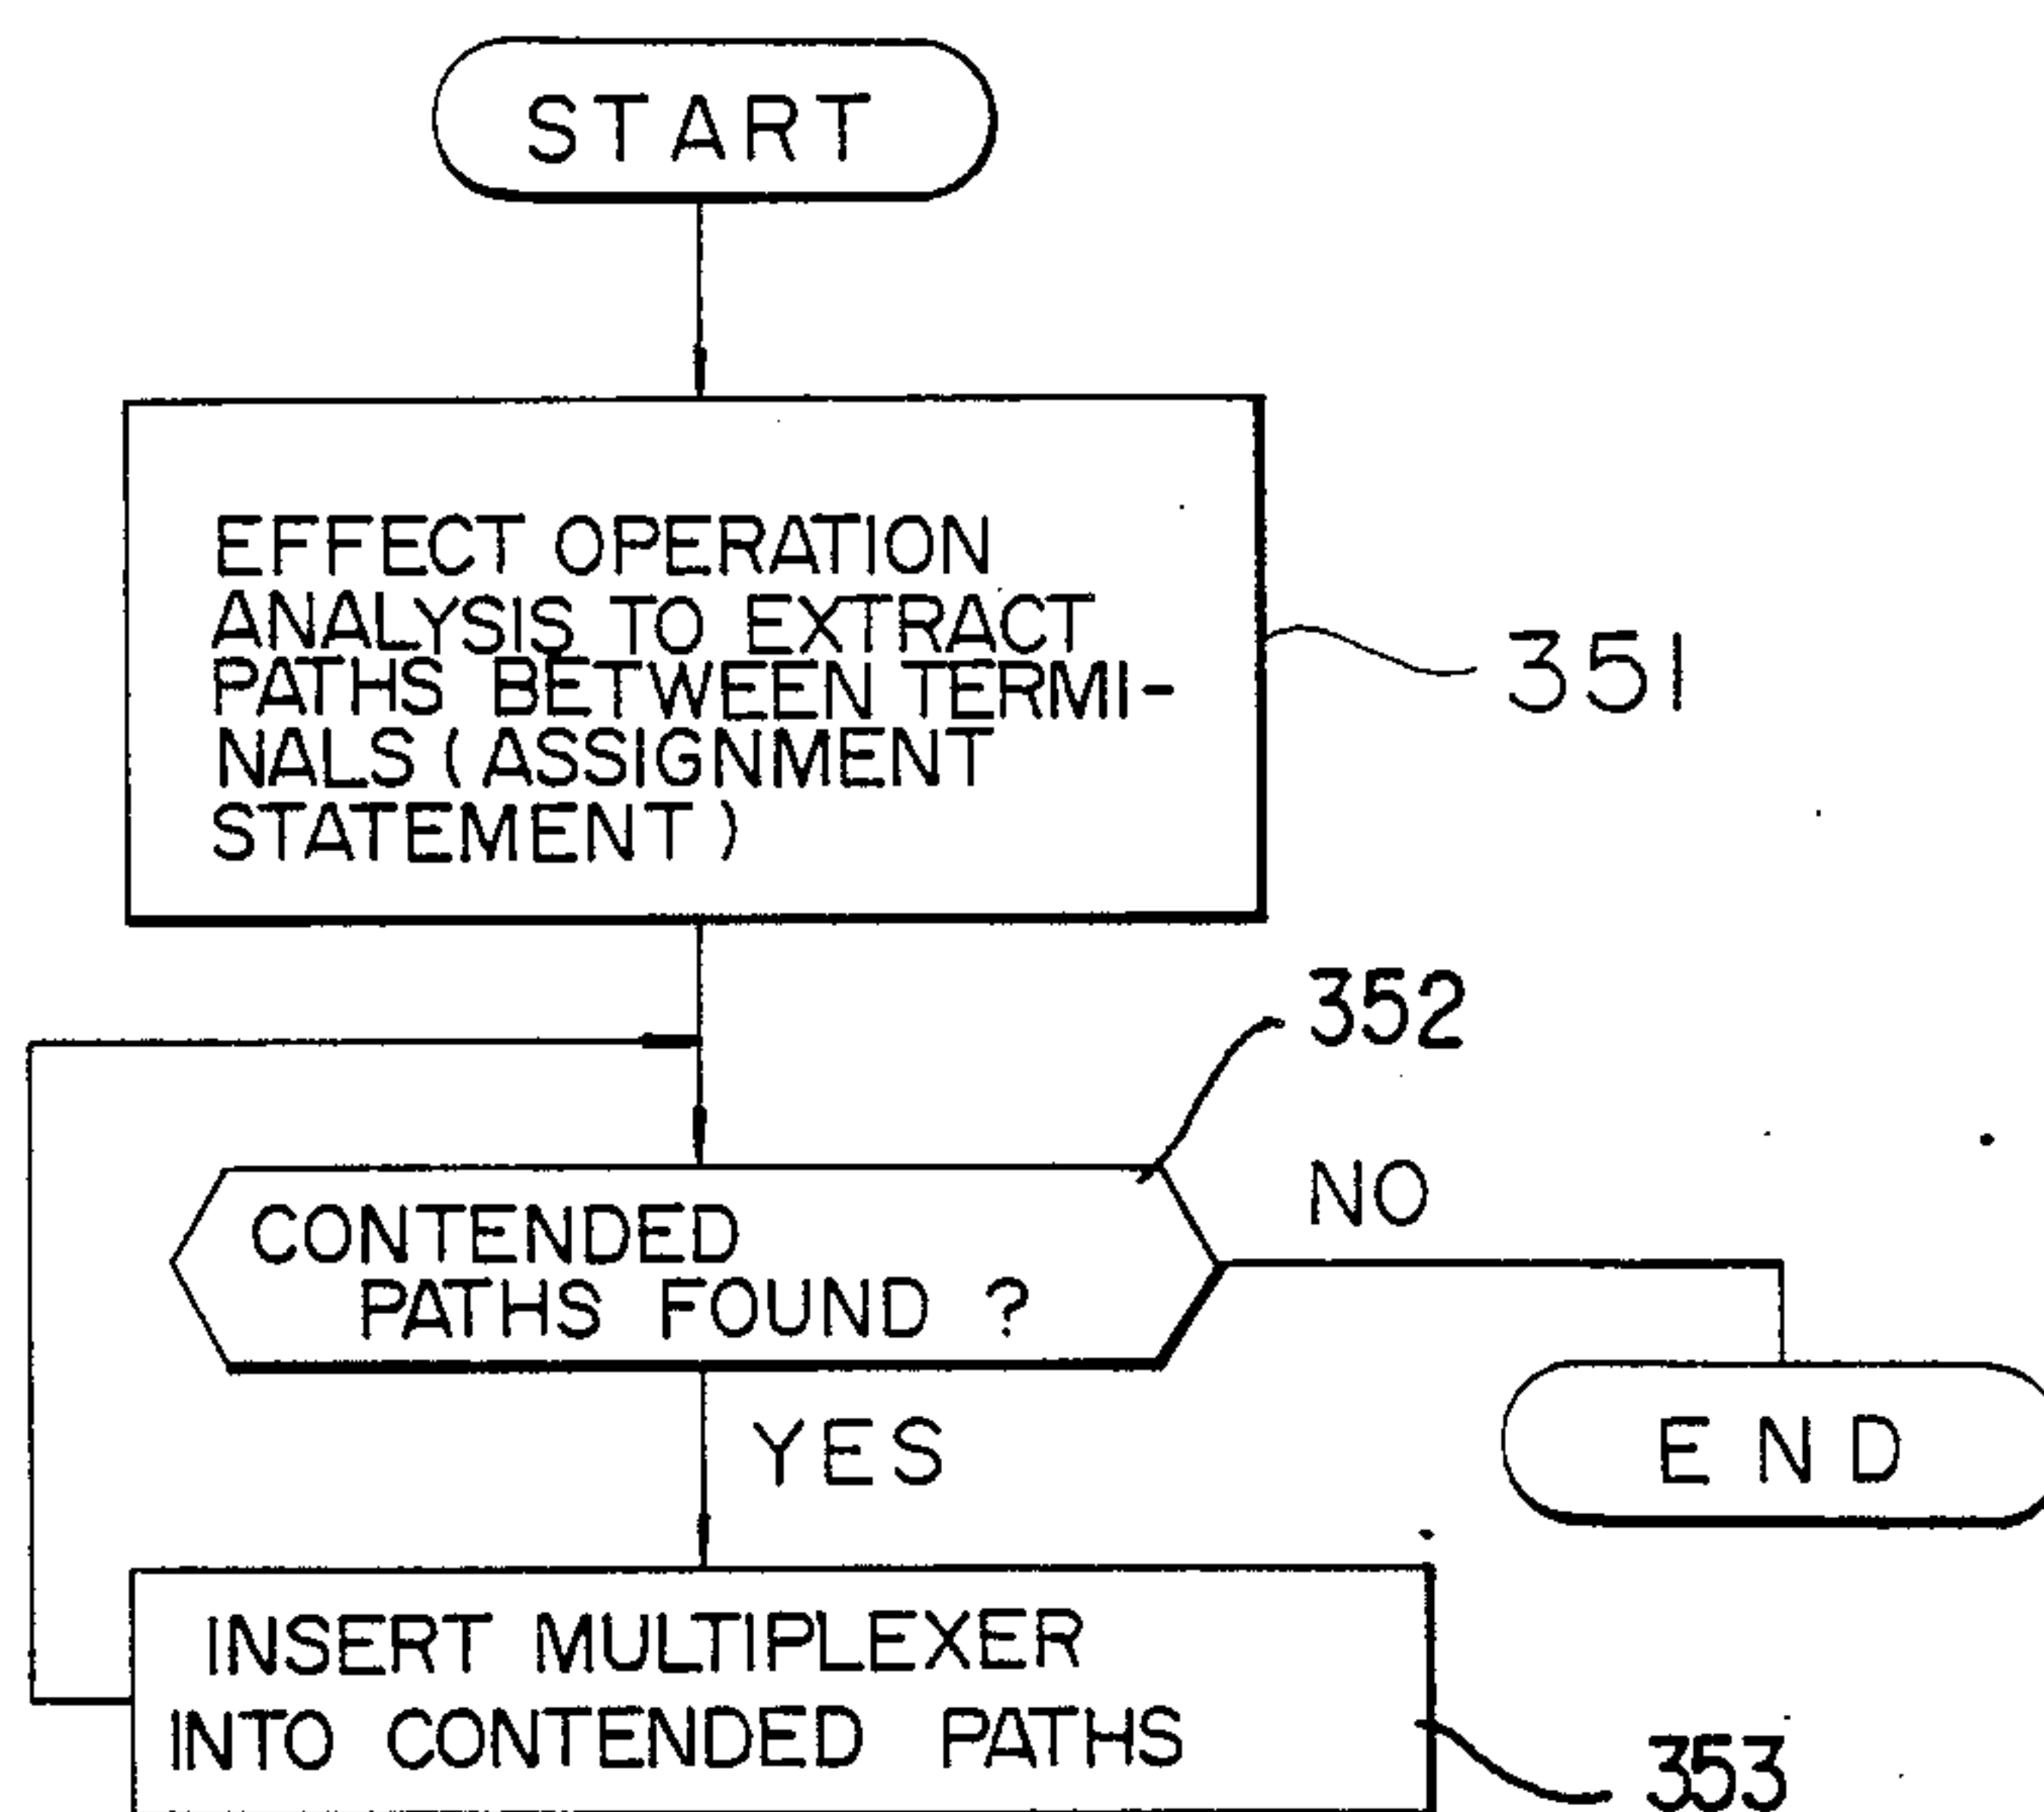 START
EFFECT OPERATION
ANALYSIS TO EXTRACT
PATHS BETWEEN TERMI-
NALS (ASSIGNMENT
STATEMENT)
351
352
CONTENDED
PATHS FOUND ?
NO
YES
END
INSERT MULTIPLEXER
INTO CONTENDED PATHS
353